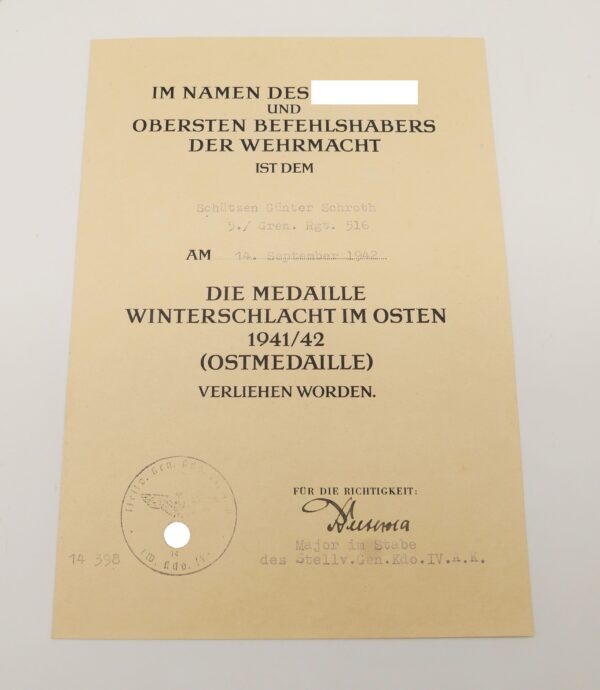 IM NAMEN DES
UND
OBERSTEN BEFEHLSHABERS
DER WEHRMACHT
IST DEM
Schützen Günter Schroth
9./ Gren. Rgt. 516
AM 14. September 1942
DIE MEDAILLE
WINTERSCHLACHT IM OSTEN
1941/42
(OSTMEDAILLE)
VERLIEHEN WORDEN.
FÜR DIE RICHTIGKEIT:
Major im Stabe
des Stellv.Gen.Kdo.IV.A.K.
14 398